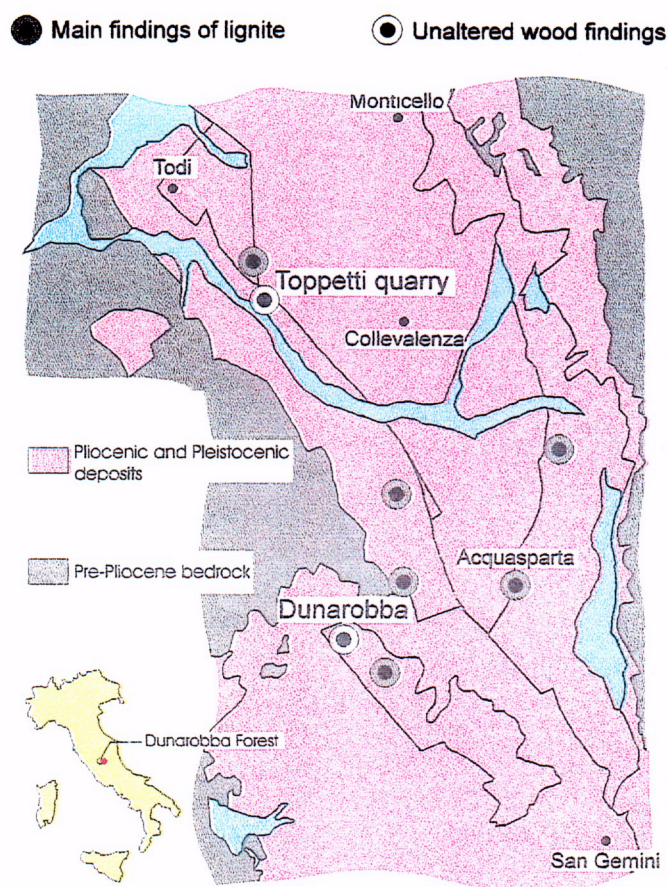 Main findings of lignite
Unaltered wood findings
Monticello
Todi
Toppetti quarry
Collevalenza
Pliocenic and Pleistocenic
deposits
Acquasparta
Pre-Pliocene bedrock
Dunarobba
Dunarobba Forest
San Gemini